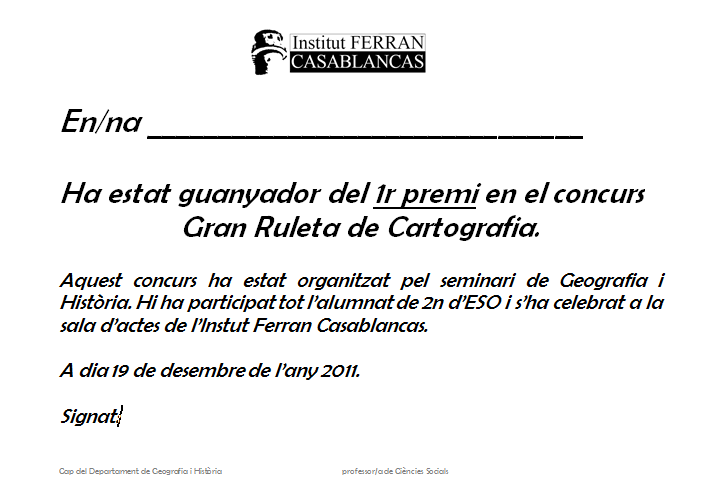 Institut FERRAN
CASABLANCAS
En/na ______________________________
Ha estat guanyador del 1r premi en el concurs
Gran Ruleta de Cartografia.
Aquest concurs ha estat organitzat pel seminari de Geografia i
Història. Hi ha participat tot l'alumnat de 2n d'ESO i s'ha celebrat a la
sala d'actes de l'Instut Ferran Casablancas.
A dia 19 de desembre de l'any 2011.
Signat:
Cap del Departament de Geografia i Història professor/a de Ciències Socials